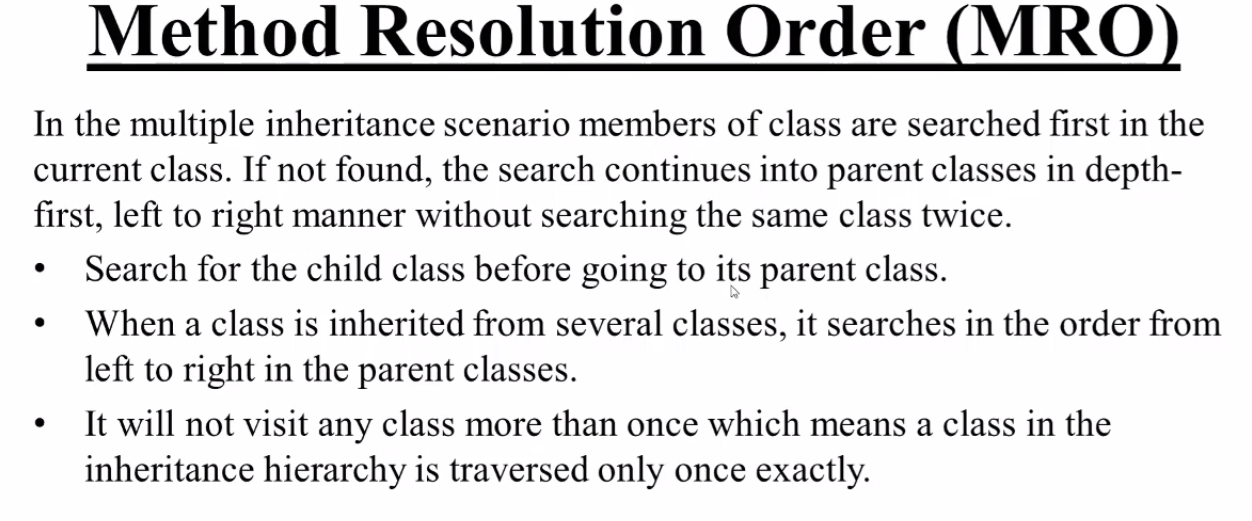 Method Resolution Order (MRO)
In the multiple inheritance scenario members of class are searched first in the
current class. If not found, the search continues into parent classes in depth-
first, left to right manner without searching the same class twice.
• Search for the child class before going to its parent class.
• When a class is inherited from several classes, it searches in the order from
left to right in the parent classes.
• It will not visit any class more than once which means a class in the
inheritance hierarchy is traversed only once exactly.